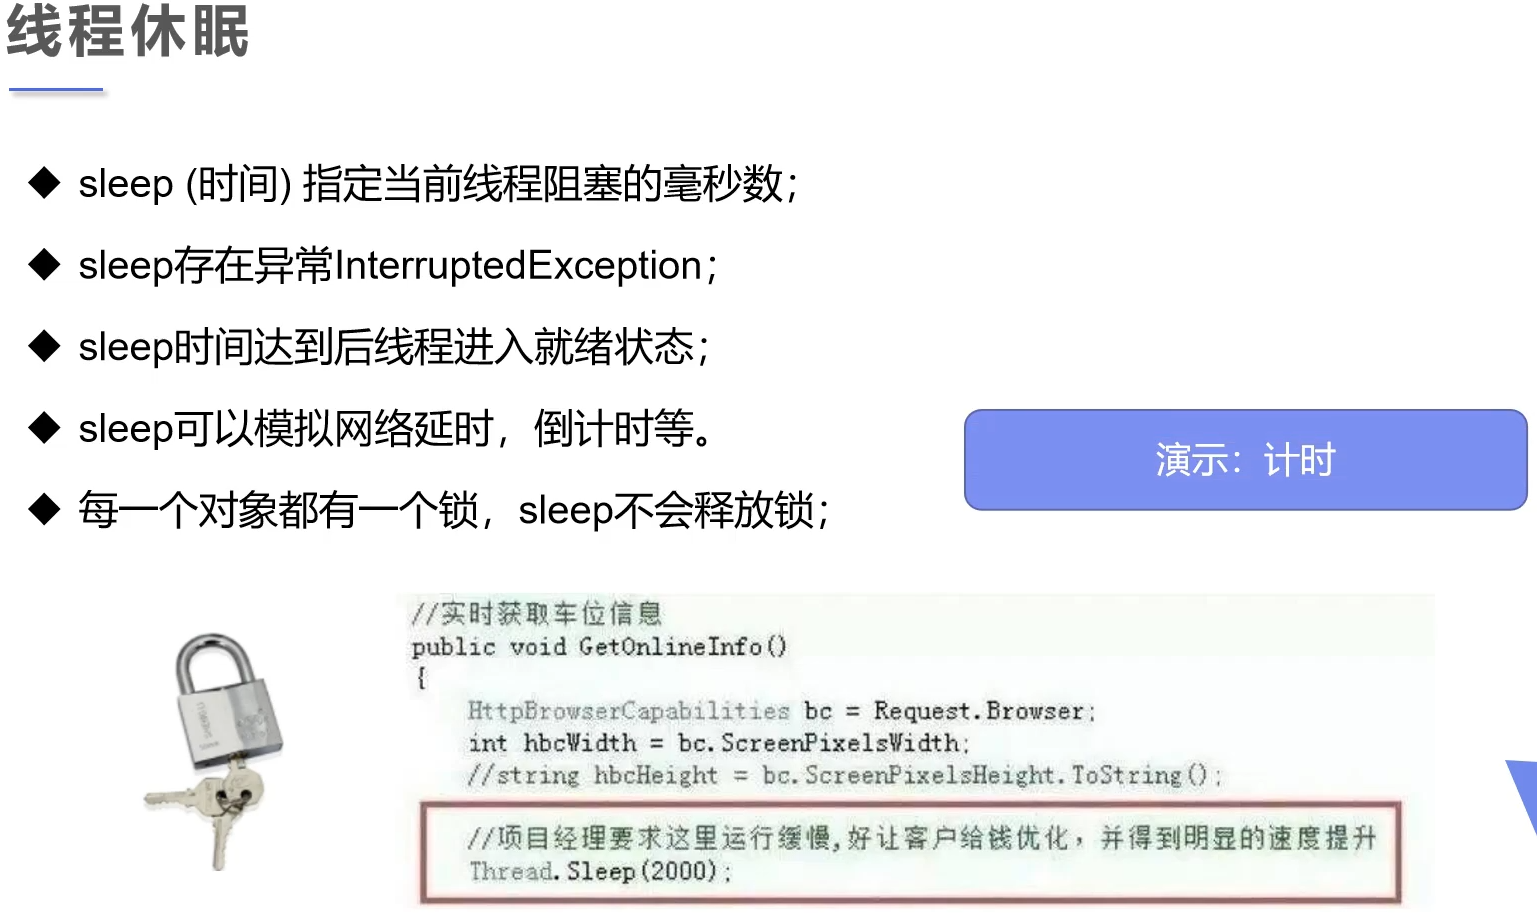 线程休眠
sleep (时间) 指定当前线程阻塞的毫秒数；
sleep存在异常InterruptedException；
sleep时间达到后线程进入就绪状态；
sleep可以模拟网络延时，倒计时等。
每一个对象都有一个锁，sleep不会释放锁；
演示：计时
//实时获取车位信息
public void GetOnlineInfo()
{
HttpBrowserCapabilities bc = Request.Browser;
int hbcWidth = bc.ScreenPixelsWidth;
//string hbcHeight = bc.ScreenPixelsHeight.ToString();
//项目经理要求这里运行缓慢,好让客户给钱优化，并得到明显的速度提升
Thread.Sleep(2000);